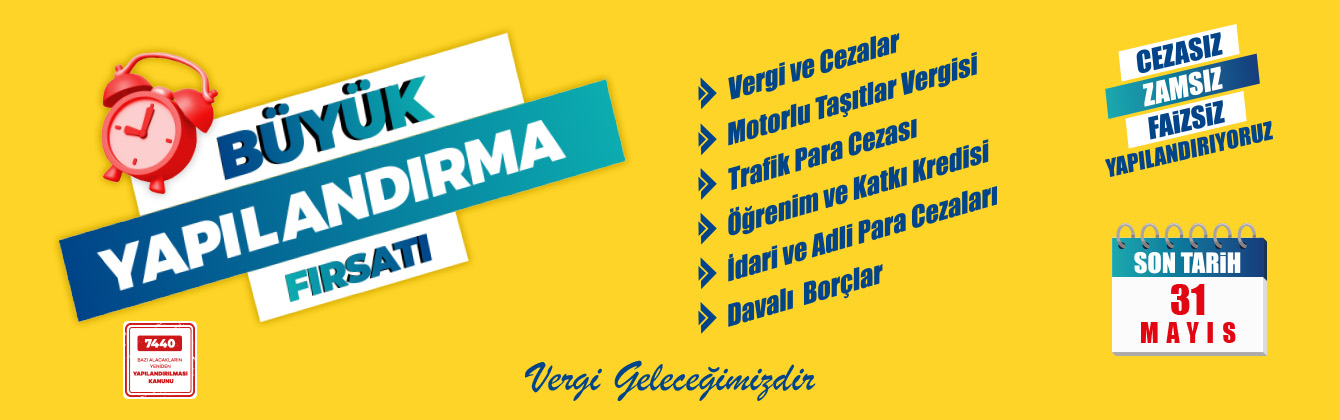 BÜYÜK
YAPILANDIRMA
FIRSATI
7440
BAZI ALACAKLARIN
YENİDEN
YAPILANDIRILMASI
KANUNU
Vergi ve Cezalar
Motorlu Taşıtlar Vergisi
Trafik Para Cezası
Öğrenim ve Katkı Kredisi
İdari ve Adli Para Cezaları
Davalı Borçlar
CEZASIZ
ZAMSIZ
FAİZSİZ
YAPILANDIRIYORUZ
SON TARİH
31
MAYIS
Vergi Geleceğimizdir